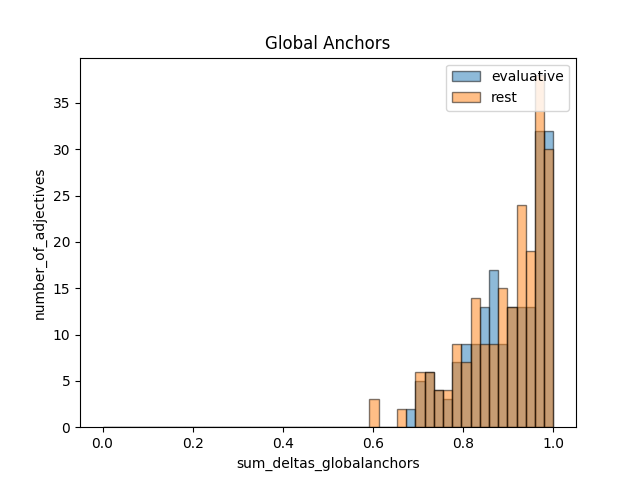 Global Anchors
evaluative
rest
number_of_adjectives
35
30
25
20
15
10
5
0
0.0 0.2 0.4 0.6 0.8 1.0
sum_deltas_globalanchors